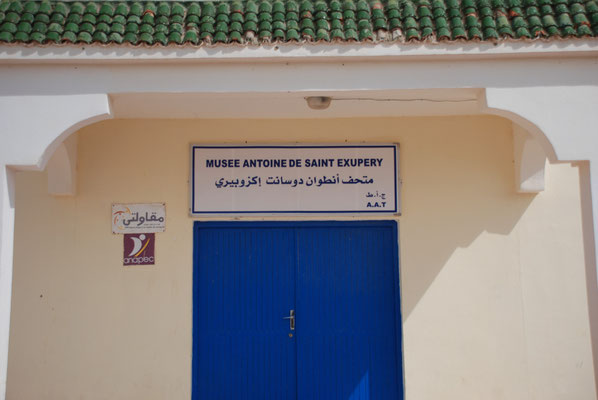 MUSEE ANTOINE DE SAINT EXUPERY
متحف أنطوان دوسانت إكزوبيري
ج.أ.ط
A.A.T
مقاولتي
anapec